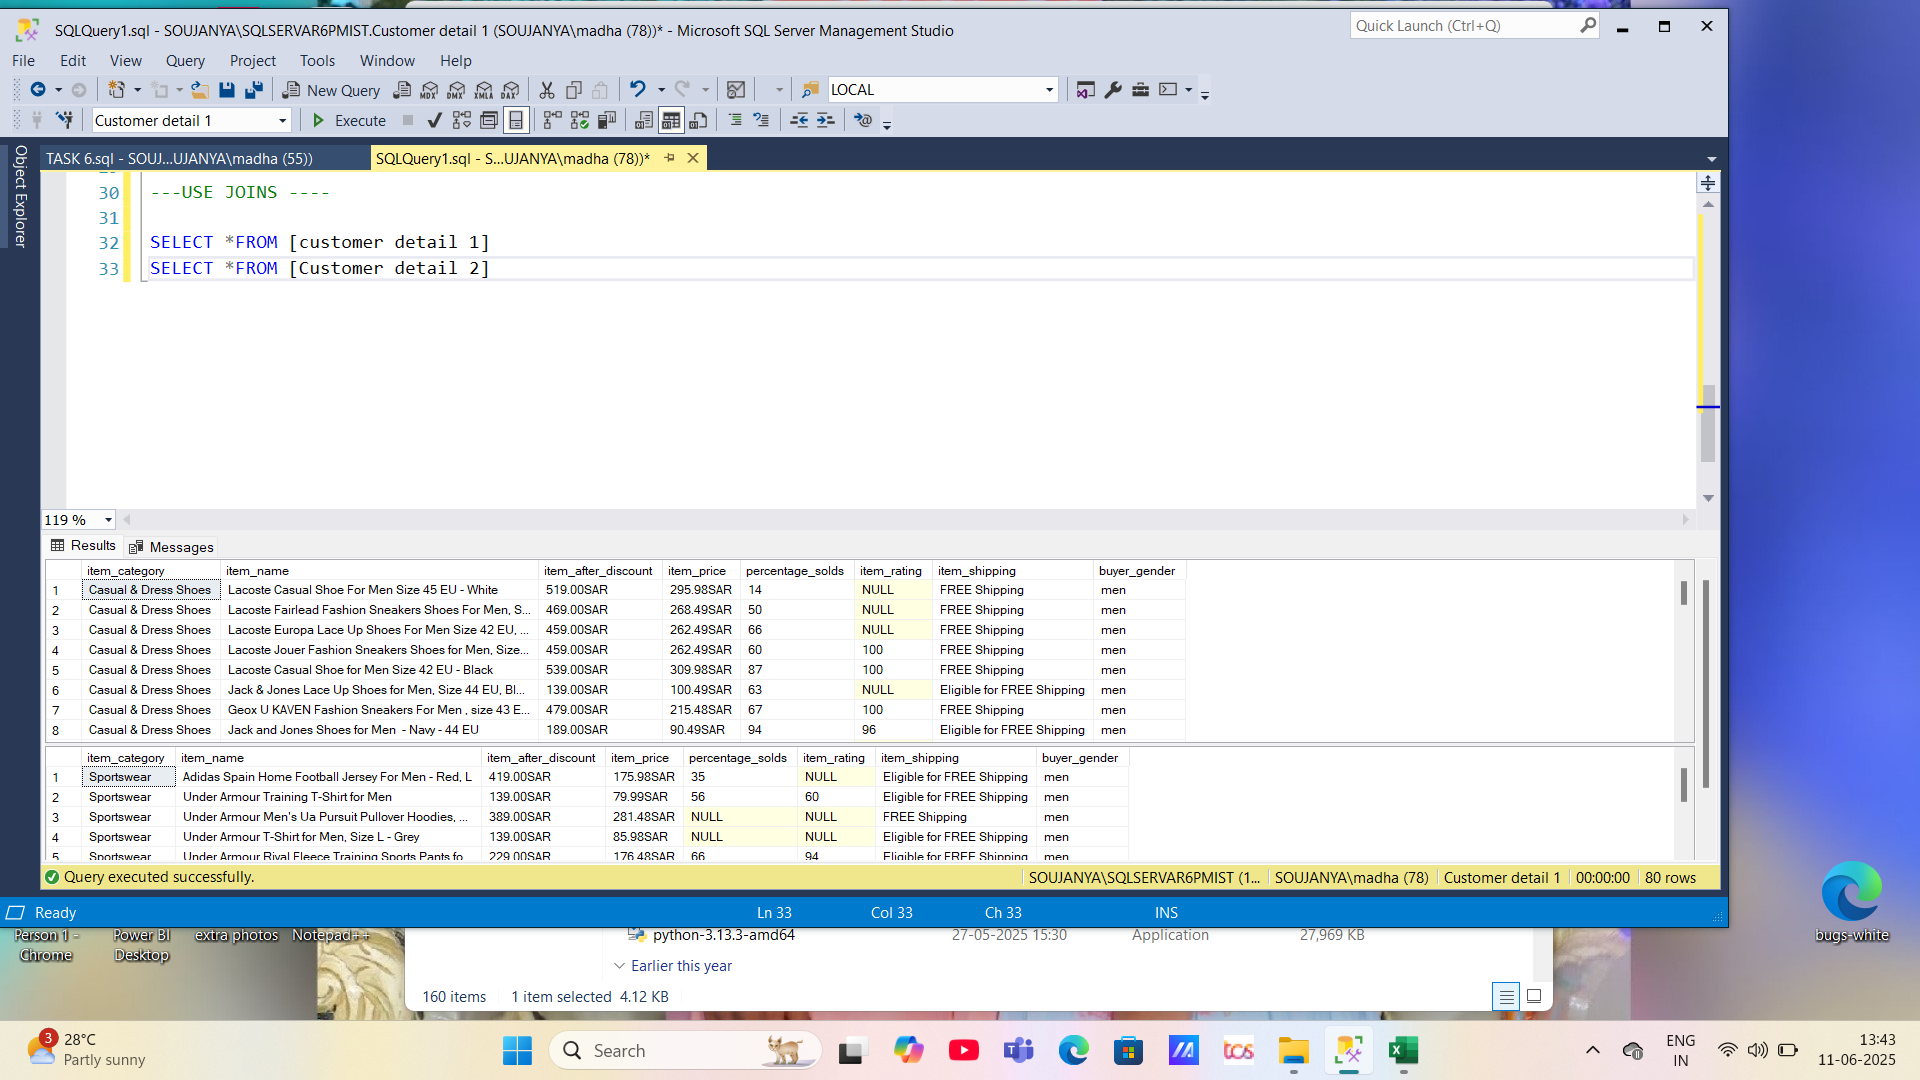 SQLQuery1.sql - SOUJANYA\SQLSERVAR6PMIST.Customer detail 1 (SOUJANYA\madha (78))* - Microsoft SQL Server Management Studio
Quick Launch (Ctrl+Q)
File Edit View Query Project Tools Window Help
New Query MDX DMX XMLA DAX LOCAL
Customer detail 1 Execute
Object Explorer
TASK 6.sql - SOUJ...UJANYA\madha (55)) SQLQuery1.sql - S...UJANYA\madha (78))*
30 ---USE JOINS ----
31
32 SELECT *FROM [customer detail 1]
33 SELECT *FROM [Customer detail 2]
119 %
Results Messages
item_category item_name item_after_discount item_price percentage_solds item_rating item_shipping buyer_gender
1 Casual & Dress Shoes Lacoste Casual Shoe For Men Size 45 EU - White 519.00SAR 295.98SAR 14 NULL FREE Shipping men
2 Casual & Dress Shoes Lacoste Fairlead Fashion Sneakers Shoes For Men, S... 469.00SAR 268.49SAR 50 NULL FREE Shipping men
3 Casual & Dress Shoes Lacoste Europa Lace Up Shoes For Men Size 42 EU, ... 459.00SAR 262.49SAR 66 NULL FREE Shipping men
4 Casual & Dress Shoes Lacoste Jouer Fashion Sneakers Shoes for Men, Size... 459.00SAR 262.49SAR 60 100 FREE Shipping men
5 Casual & Dress Shoes Lacoste Casual Shoe for Men Size 42 EU - Black 539.00SAR 309.98SAR 87 100 FREE Shipping men
6 Casual & Dress Shoes Jack & Jones Lace Up Shoes for Men, Size 44 EU, Bl... 139.00SAR 100.49SAR 63 NULL Eligible for FREE Shipping men
7 Casual & Dress Shoes Geox U KAVEN Fashion Sneakers For Men , size 43 E... 479.00SAR 215.48SAR 67 100 FREE Shipping men
8 Casual & Dress Shoes Jack and Jones Shoes for Men - Navy - 44 EU 189.00SAR 90.49SAR 94 96 Eligible for FREE Shipping men
item_category item_name item_after_discount item_price percentage_solds item_rating item_shipping buyer_gender
1 Sportswear Adidas Spain Home Football Jersey For Men - Red, L 419.00SAR 175.98SAR 35 NULL Eligible for FREE Shipping men
2 Sportswear Under Armour Training T-Shirt for Men 139.00SAR 79.99SAR 56 60 Eligible for FREE Shipping men
3 Sportswear Under Armour Men's Ua Pursuit Pullover Hoodies, ... 389.00SAR 281.48SAR NULL NULL FREE Shipping men
4 Sportswear Under Armour T-Shirt for Men, Size L - Grey 139.00SAR 85.98SAR NULL NULL Eligible for FREE Shipping men
5 Sportswear Under Armour Rival Fleece Training Sports Pants fo 229.00SAR 176.48SAR 66 94 Eligible for FREE Shipping men
Query executed successfully. SOUJANYA\SQLSERVAR6PMIST (1... SOUJANYA\madha (78) Customer detail 1 00:00:00 80 rows
Ready Ln 33 Col 33 Ch 33 INS
Person 1 - Chrome
Power BI Desktop
extra photos
Notepad++
python-3.13.3-amd64 27-05-2025 15:30 Application 27,969 KB
Earlier this year
160 items 1 item selected 4.12 KB
bugs-white
3 28°C
Partly sunny
Search
tcs
ENG
IN
13:43
11-06-2025